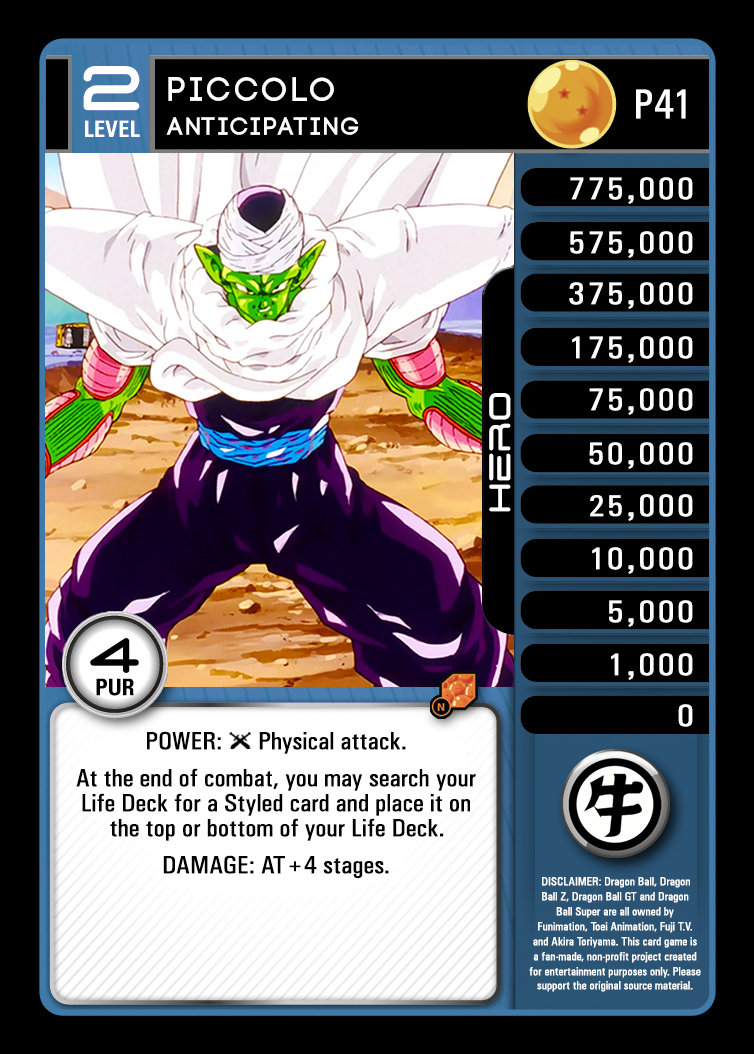 2
LEVEL
PICCOLO
ANTICIPATING
P41
775,000
575,000
375,000
175,000
75,000
50,000
25,000
10,000
5,000
1,000
0
HERO
4
PUR
N
POWER: Physical attack.
At the end of combat, you may search your
Life Deck for a Styled card and place it on
the top or bottom of your Life Deck.
DAMAGE: AT+4 stages.
牛
DISCLAIMER: Dragon Ball, Dragon
Ball Z, Dragon Ball GT and Dragon
Ball Super are all owned by
Funimation, Toei Animation, Fuji T.V.
and Akira Toriyama. This card game is
a fan-made, non-profit project created
for entertainment purposes only. Please
support the original source material.